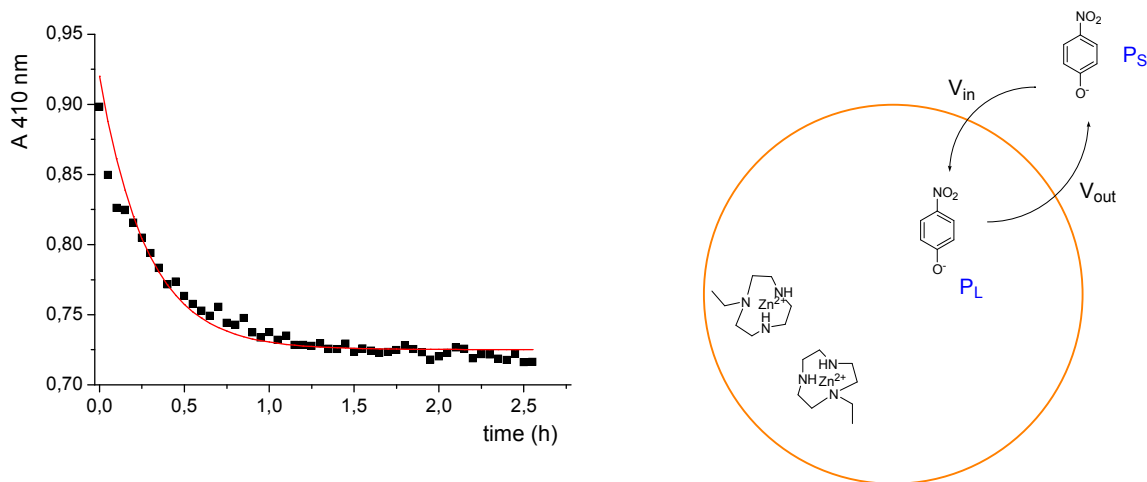 A 410 nm
0,95
0,90
0,85
0,80
0,75
0,70
0,0
0,5
1,0
1,5
2,0
2,5
time (h)
NO2
O-
PS
Vin
Vout
NO2
O-
PL
NH
N
Zn2+
H
N
HN
NH
Zn2+
N